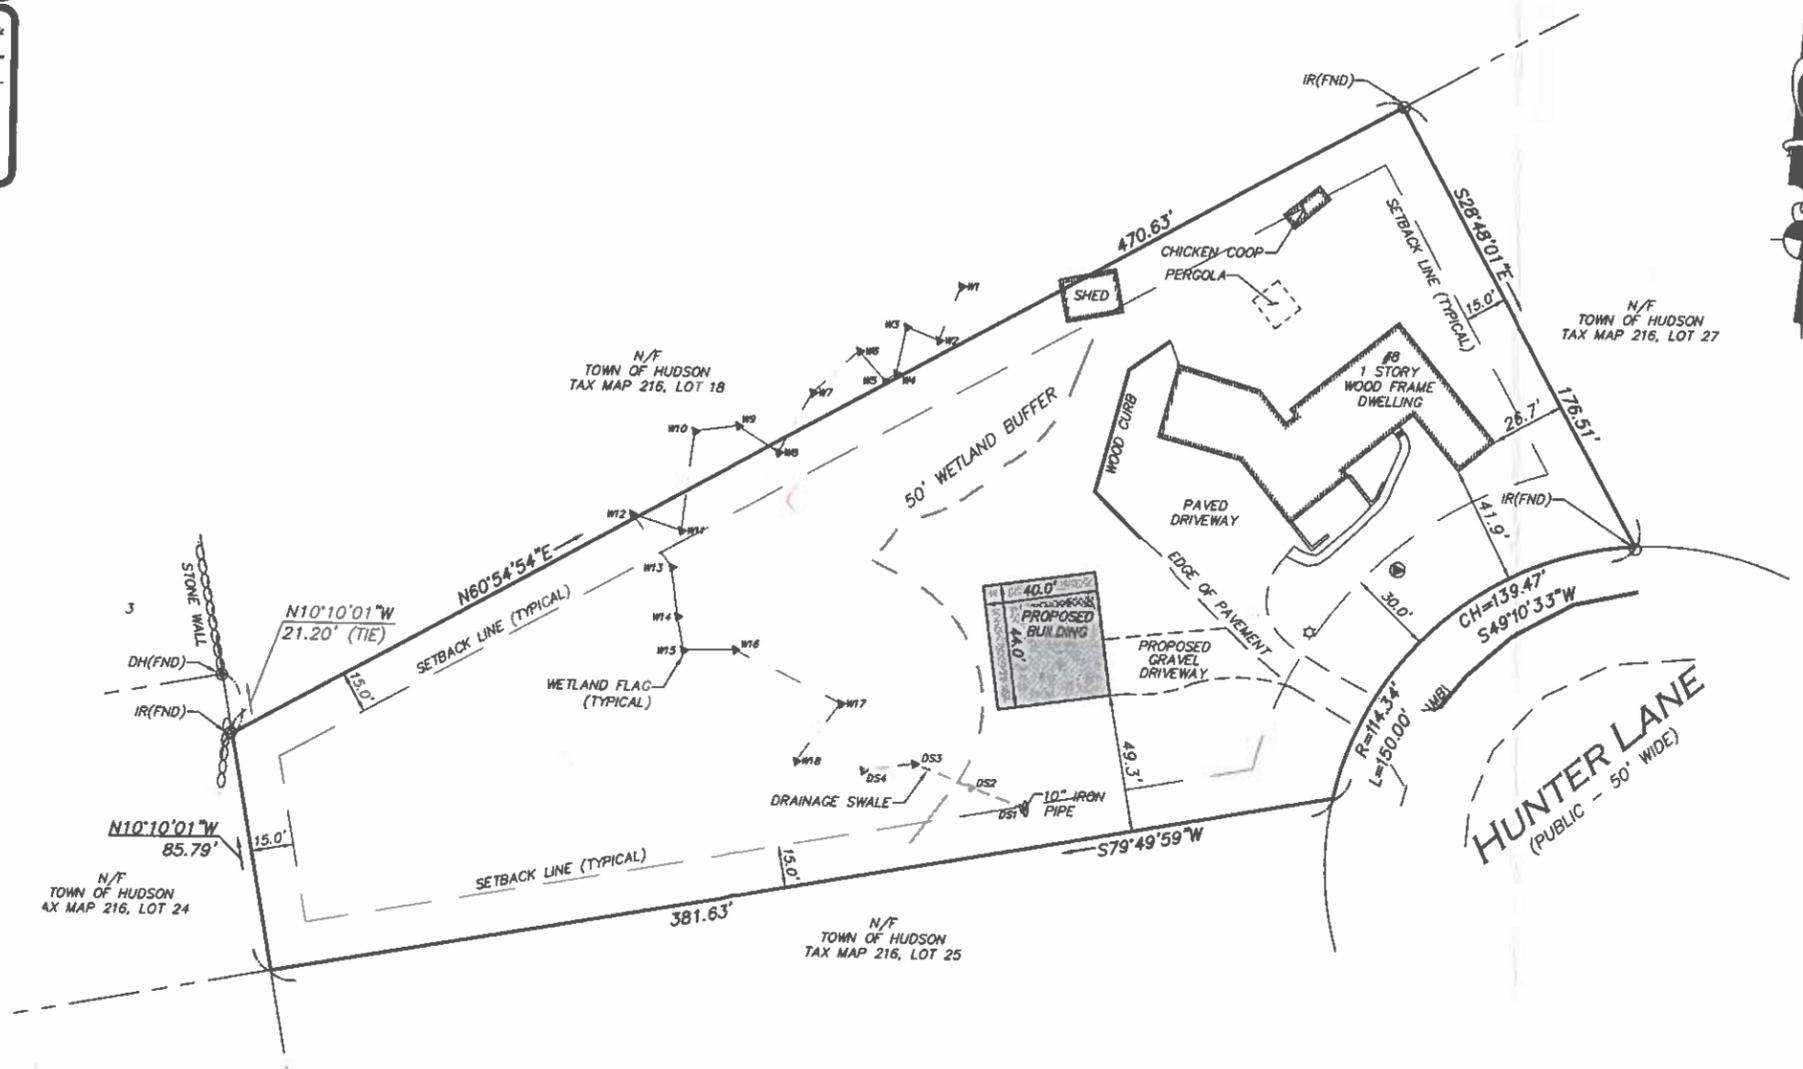 IR(FND)
470.63'
CHICKEN COOP
PERGOLA
SHED
SETBACK LINE (TYPICAL)
S28°48'01"E
15.0'
176.51'
N/F
TOWN OF HUDSON
TAX MAP 216, LOT 27
#8
1 STORY
WOOD FRAME
DWELLING
26.7'
IR(FND)
41.9'
W1
W2
W3
W4
W5
W6
W7
W8
W9
W10
W11
W12
N/F
TOWN OF HUDSON
TAX MAP 216, LOT 18
50' WETLAND BUFFER
WOOD CURB
PAVED
DRIVEWAY
EDGE OF PAVEMENT
30.0'
CH=139.47'
S49°10'33"W
R=114.34'
L=150.00'
HUNTER LANE
(PUBLIC - 50' WIDE)
STONE WALL
3
N60°54'54"E
N10°10'01"W
21.20' (TIE)
SETBACK LINE (TYPICAL)
15.0'
DH(FND)
IR(FND)
W13
W14
W15
W16
WETLAND FLAG
(TYPICAL)
W17
W18
40.0'
PROPOSED
BUILDING
44.0'
PROPOSED
GRAVEL
DRIVEWAY
49.3'
DS4
DS3
DS2
DS1
DRAINAGE SWALE
10" IRON
PIPE
N10°10'01"W
85.79'
15.0'
SETBACK LINE (TYPICAL)
15.0'
S79°49'59"W
381.63'
N/F
TOWN OF HUDSON
AX MAP 216, LOT 24
N/F
TOWN OF HUDSON
TAX MAP 216, LOT 25